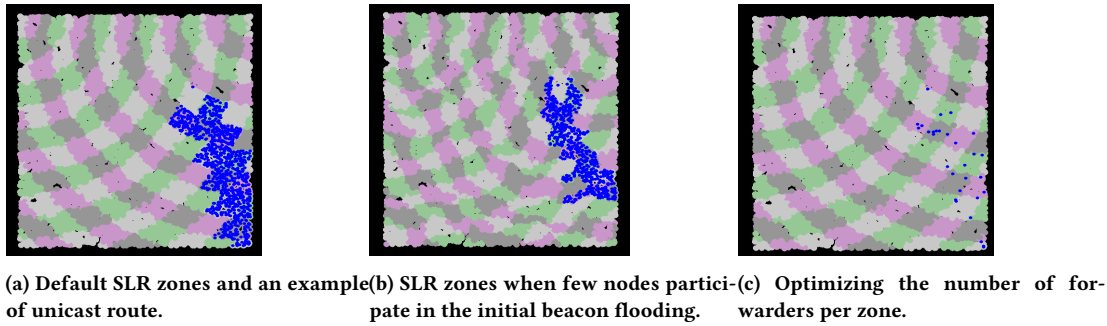 (a) Default SLR zones and an example
of unicast route.
(b) SLR zones when few nodes partici-
pate in the initial beacon flooding.
(c) Optimizing the number of for-
warders per zone.